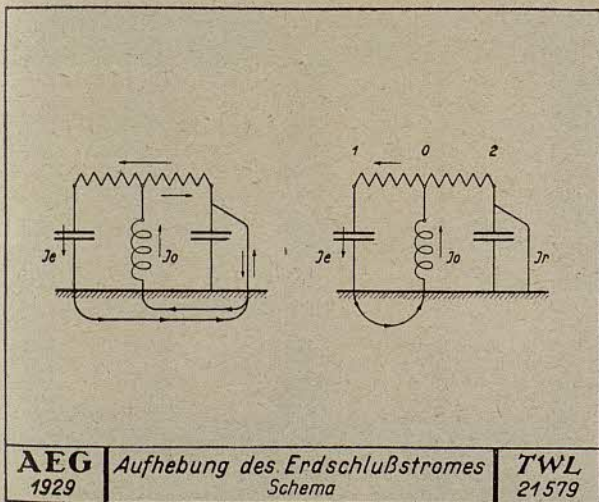 1 0 2
Je Jo Je Jo Jr
AEG
1929
Aufhebung des Erdschlußstromes
Schema
TWL
21579